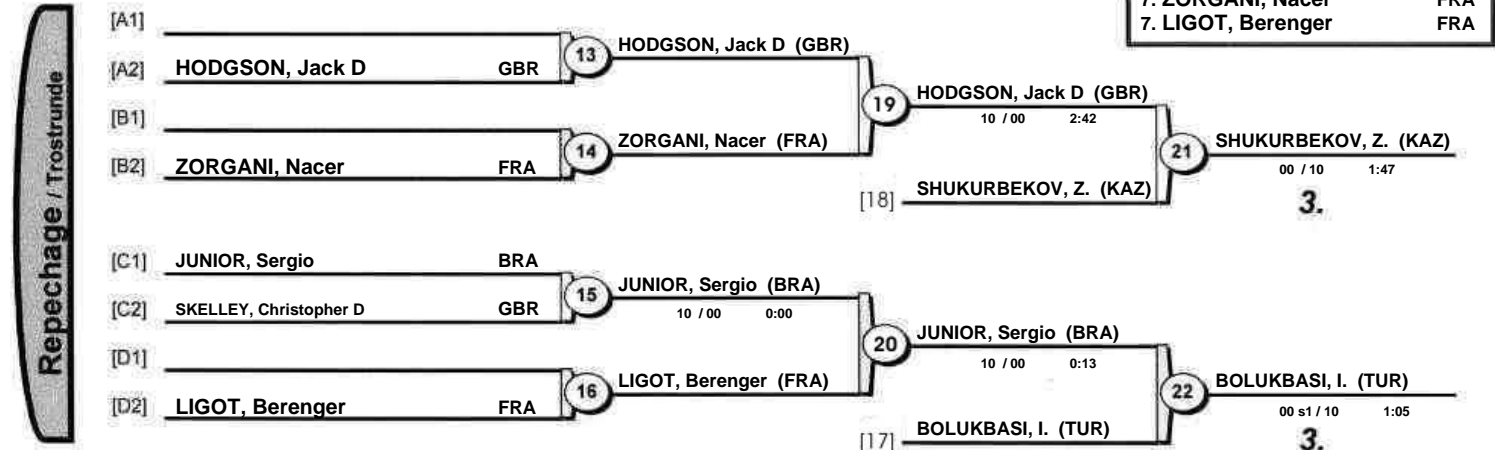 7. ZORGANI, Nacer FRA
7. LIGOT, Berenger FRA
Repechage / Trostrunde
[A1]
[A2] HODGSON, Jack D GBR
13 HODGSON, Jack D (GBR)
[B1]
[B2] ZORGANI, Nacer FRA
14 ZORGANI, Nacer (FRA)
19 HODGSON, Jack D (GBR)
10 / 00 2:42
[18] SHUKURBEKOV, Z. (KAZ)
21 SHUKURBEKOV, Z. (KAZ)
00 / 10 1:47
3.
[C1] JUNIOR, Sergio BRA
[C2] SKELLEY, Christopher D GBR
15 JUNIOR, Sergio (BRA)
10 / 00 0:00
[D1]
[D2] LIGOT, Berenger FRA
16 LIGOT, Berenger (FRA)
20 JUNIOR, Sergio (BRA)
10 / 00 0:13
[17] BOLUKBASI, I. (TUR)
22 BOLUKBASI, I. (TUR)
00 s1 / 10 1:05
3.